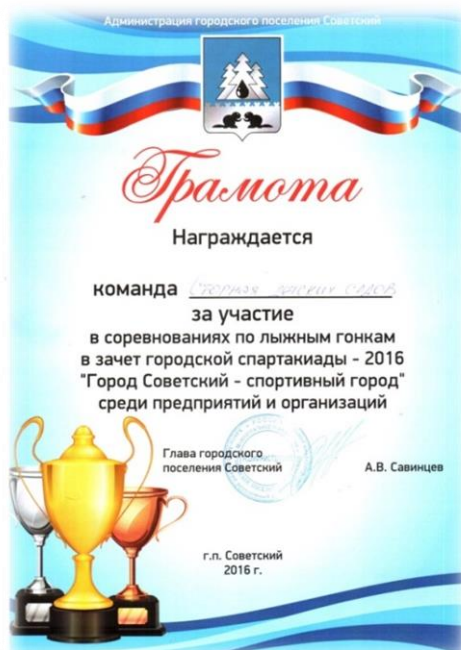 Администрация городского поселения Советский
Грамота
Награждается
команда Сборная детских садов
за участие
в соревнованиях по лыжным гонкам
в зачет городской спартакиады - 2016
"Город Советский - спортивный город"
среди предприятий и организаций
Глава городского
поселения Советский А.В. Савинцев
г.п. Советский
2016 г.